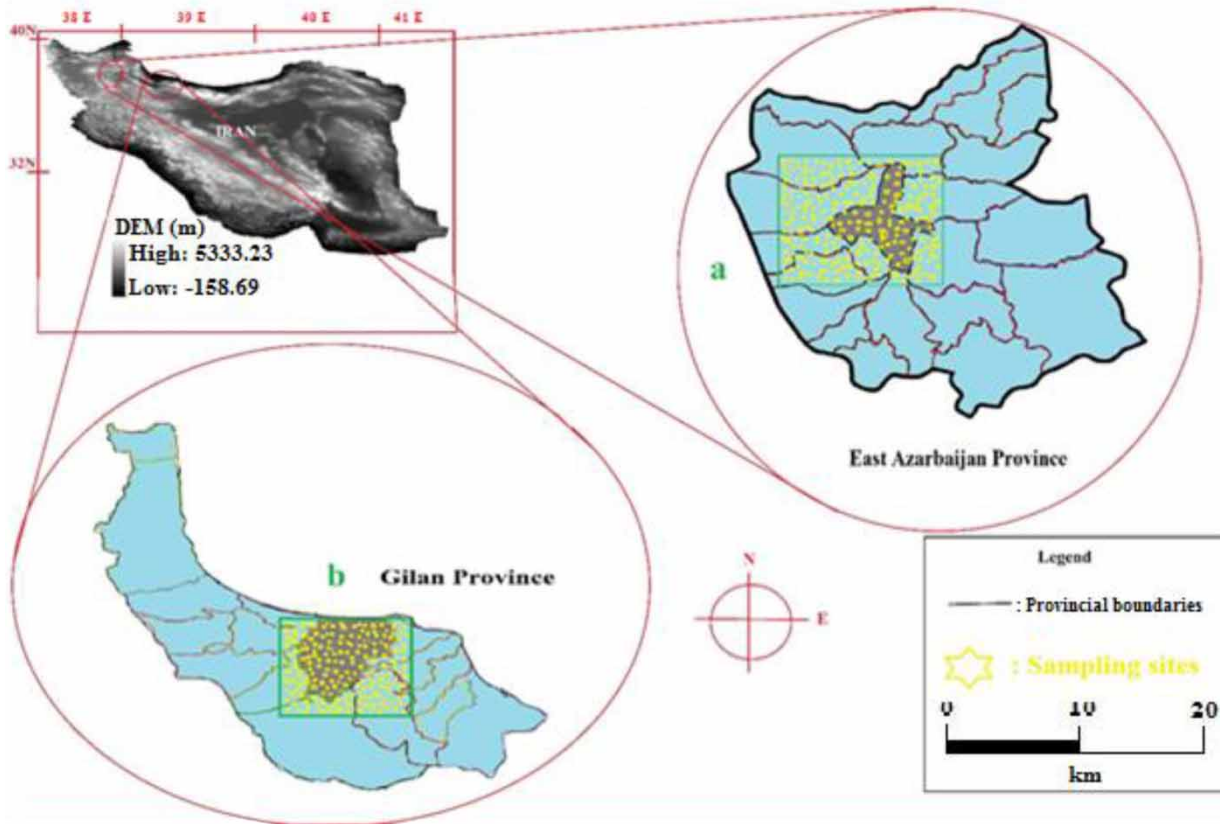 38 E 39 E 40 E 41 E
40N
IRAN
32N
DEM (m)
High: 5333.23
Low: -158.69
a
East Azarbaijan Province
b Gilan Province
N
E
Legend
: Provincial boundaries
: Sampling sites
0 10 20
km